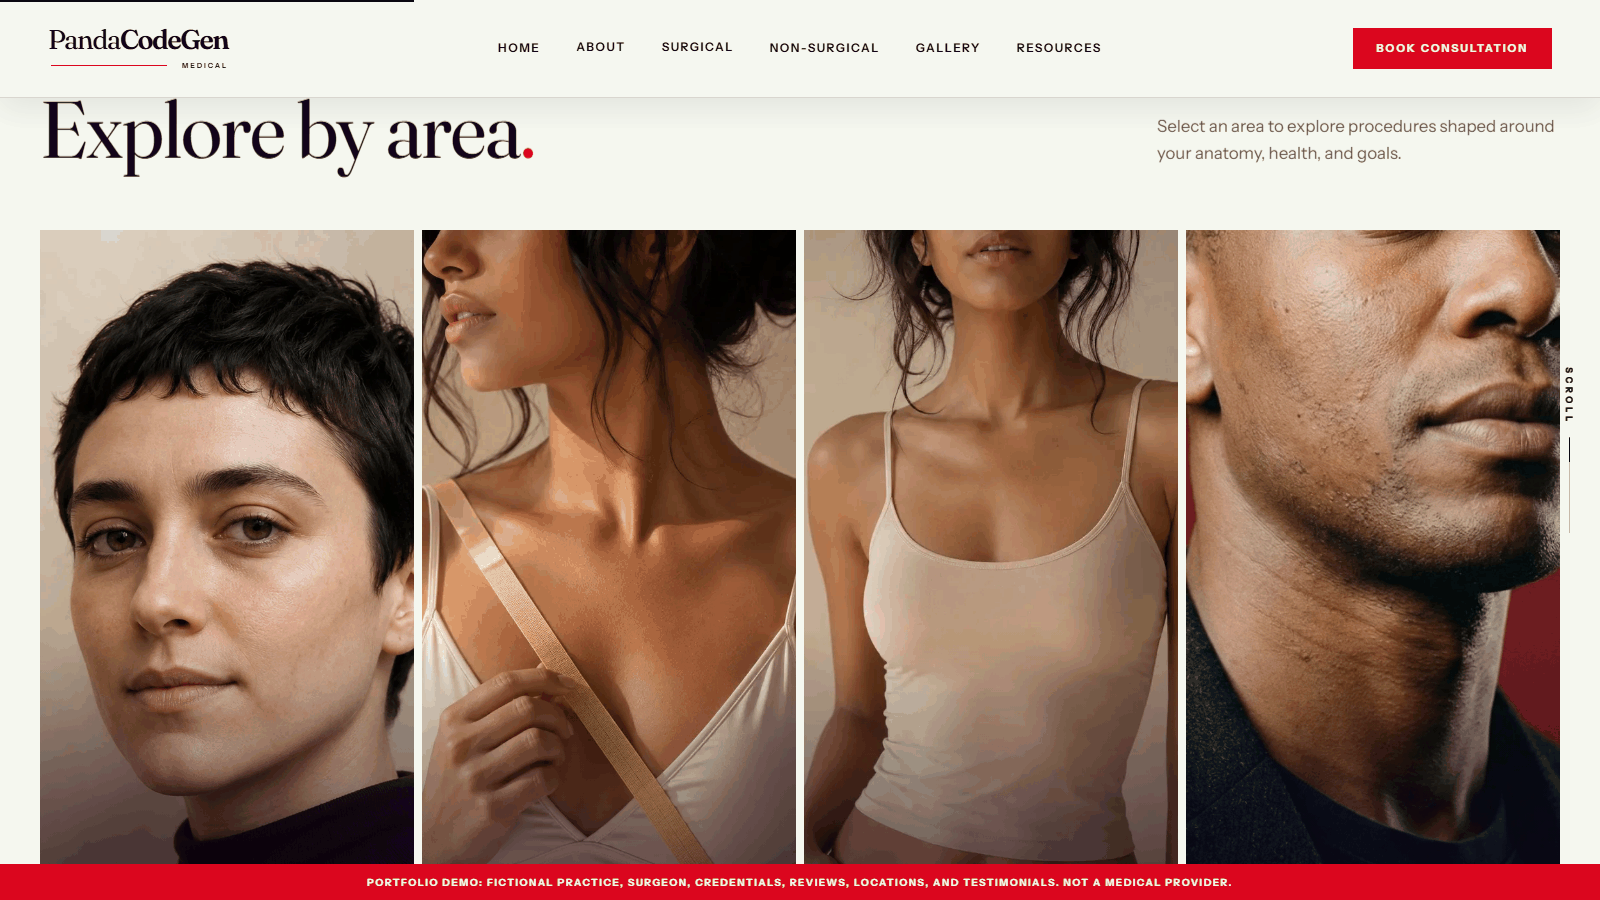 PandaCodeGen
MEDICAL
HOME
ABOUT
SURGICAL
NON-SURGICAL
GALLERY
RESOURCES
BOOK CONSULTATION
Explore by area.
Select an area to explore procedures shaped around
your anatomy, health, and goals.
SCROLL
PORTFOLIO DEMO: FICTIONAL PRACTICE, SURGEON, CREDENTIALS, REVIEWS, LOCATIONS, AND TESTIMONIALS. NOT A MEDICAL PROVIDER.